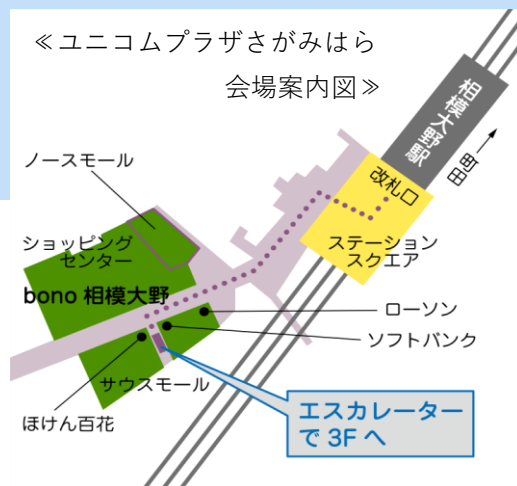 ≪ユニコムプラザさがみはら
会場案内図≫
相模大野駅
町田
改札口
ノースモール
ステーション
スクエア
ショッピング
センター
bono 相模大野
ローソン
ソフトバンク
サウスモール
ほけん百花
エスカレーター
で 3F へ